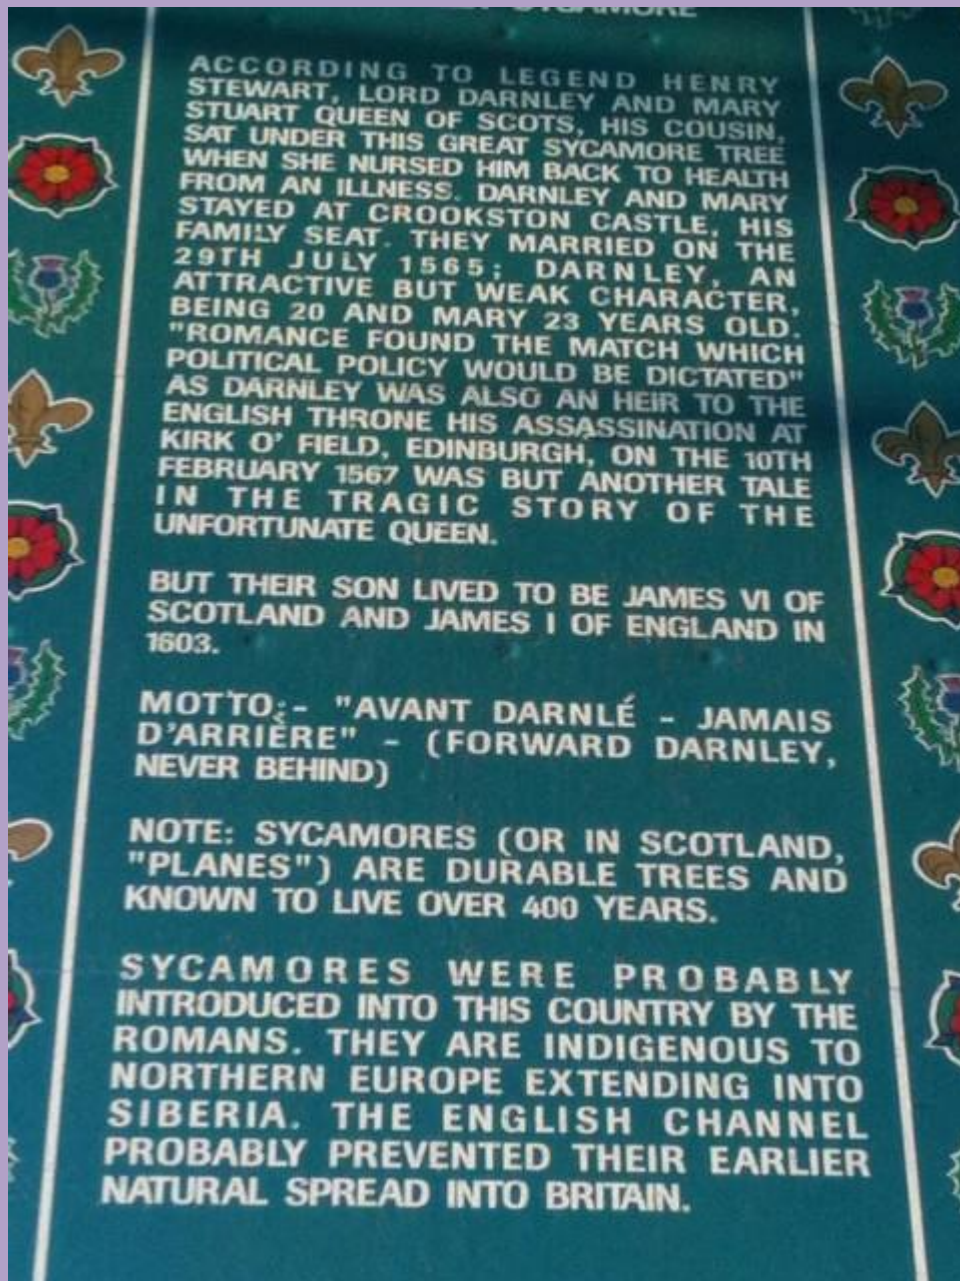 SYCAMORE
ACCORDING TO LEGEND HENRY
STEWART, LORD DARNLEY AND MARY
STUART QUEEN OF SCOTS, HIS COUSIN,
SAT UNDER THIS GREAT SYCAMORE TREE
WHEN SHE NURSED HIM BACK TO HEALTH
FROM AN ILLNESS. DARNLEY AND MARY
STAYED AT CROOKSTON CASTLE, HIS
FAMILY SEAT. THEY MARRIED ON THE
29TH JULY 1565; DARNLEY, AN
ATTRACTIVE BUT WEAK CHARACTER,
BEING 20 AND MARY 23 YEARS OLD.
"ROMANCE FOUND THE MATCH WHICH
POLITICAL POLICY WOULD BE DICTATED"
AS DARNLEY WAS ALSO AN HEIR TO THE
ENGLISH THRONE HIS ASSASSINATION AT
KIRK O' FIELD, EDINBURGH, ON THE 10TH
FEBRUARY 1567 WAS BUT ANOTHER TALE
IN THE TRAGIC STORY OF THE
UNFORTUNATE QUEEN.
BUT THEIR SON LIVED TO BE JAMES VI OF
SCOTLAND AND JAMES I OF ENGLAND IN
1603.
MOTTO:- "AVANT DARNLÉ - JAMAIS
D'ARRIÈRE" - (FORWARD DARNLEY,
NEVER BEHIND)
NOTE: SYCAMORES (OR IN SCOTLAND,
"PLANES") ARE DURABLE TREES AND
KNOWN TO LIVE OVER 400 YEARS.
SYCAMORES WERE PROBABLY
INTRODUCED INTO THIS COUNTRY BY THE
ROMANS. THEY ARE INDIGENOUS TO
NORTHERN EUROPE EXTENDING INTO
SIBERIA. THE ENGLISH CHANNEL
PROBABLY PREVENTED THEIR EARLIER
NATURAL SPREAD INTO BRITAIN.